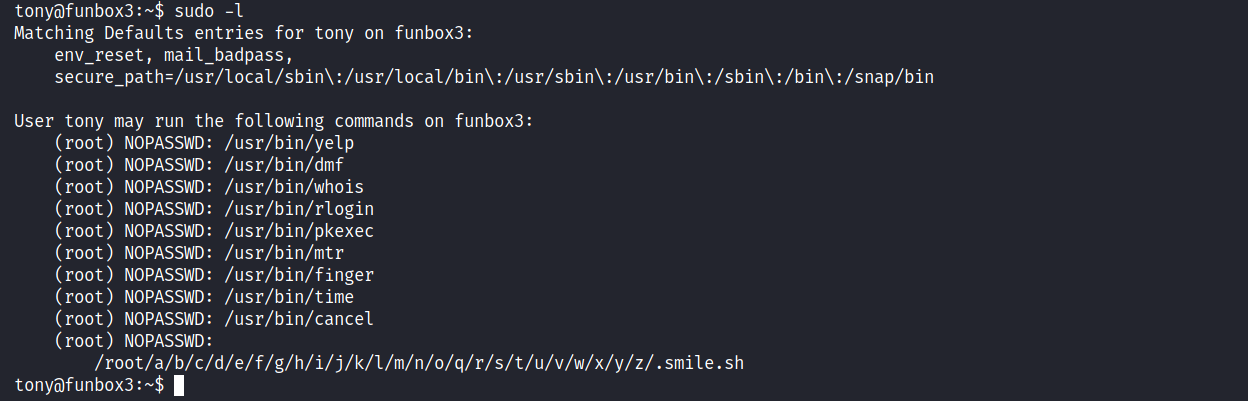 tony@funbox3:~$ sudo -l
Matching Defaults entries for tony on funbox3:
    env_reset, mail_badpass,
    secure_path=/usr/local/sbin\:/usr/local/bin\:/usr/sbin\:/usr/bin\:/sbin\:/bin\:/snap/bin

User tony may run the following commands on funbox3:
    (root) NOPASSWD: /usr/bin/yelp
    (root) NOPASSWD: /usr/bin/dmf
    (root) NOPASSWD: /usr/bin/whois
    (root) NOPASSWD: /usr/bin/rlogin
    (root) NOPASSWD: /usr/bin/pkexec
    (root) NOPASSWD: /usr/bin/mtr
    (root) NOPASSWD: /usr/bin/finger
    (root) NOPASSWD: /usr/bin/time
    (root) NOPASSWD: /usr/bin/cancel
    (root) NOPASSWD:
        /root/a/b/c/d/e/f/g/h/i/j/k/l/m/n/o/q/r/s/t/u/v/w/x/y/z/.smile.sh
tony@funbox3:~$